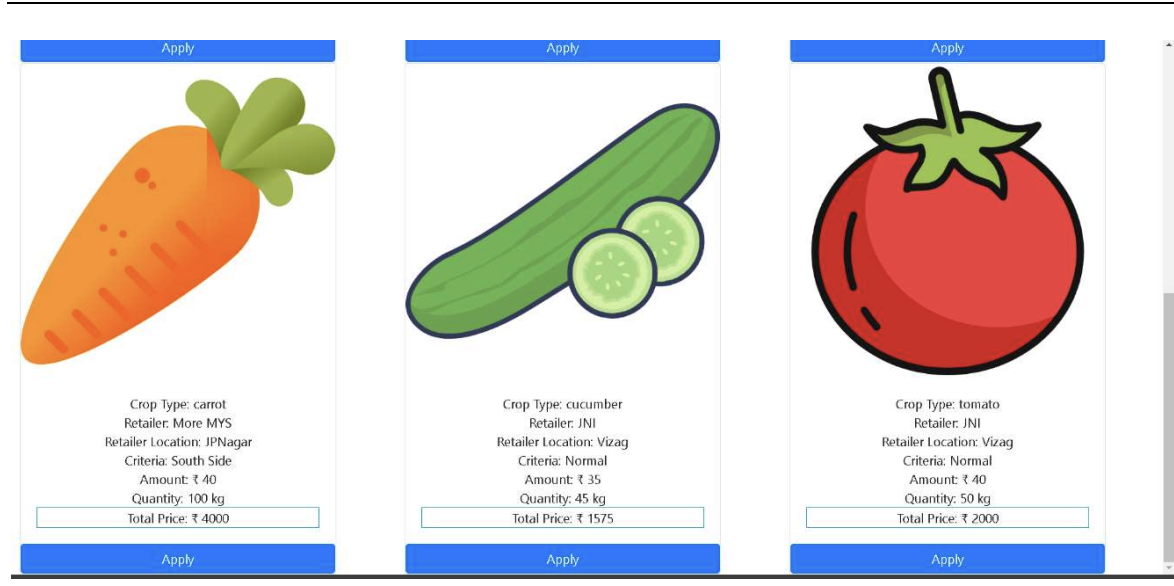 Apply
Apply
Apply
Crop Type: carrot
Retailer: More MYS
Retailer Location: JPNagar
Criteria: South Side
Amount: ₹ 40
Quantity: 100 kg
Total Price: ₹ 4000
Apply
Crop Type: cucumber
Retailer: JNI
Retailer Location: Vizag
Criteria: Normal
Amount: ₹ 35
Quantity: 45 kg
Total Price: ₹ 1575
Apply
Crop Type: tomato
Retailer: JNI
Retailer Location: Vizag
Criteria: Normal
Amount: ₹ 40
Quantity: 50 kg
Total Price: ₹ 2000
Apply